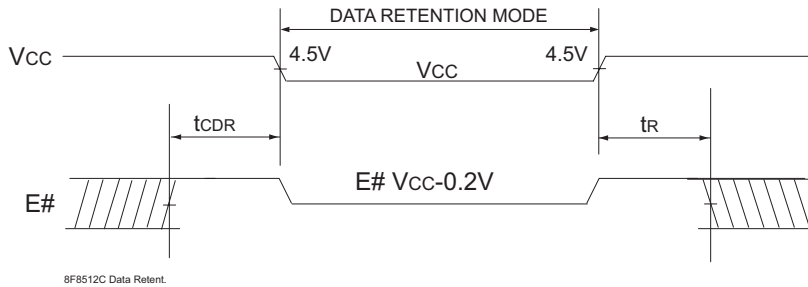 DATA RETENTION MODE
VCC
4.5V
VCC
4.5V
tCDR
tR
E#
E# VCC-0.2V
8F8512C Data Retent.